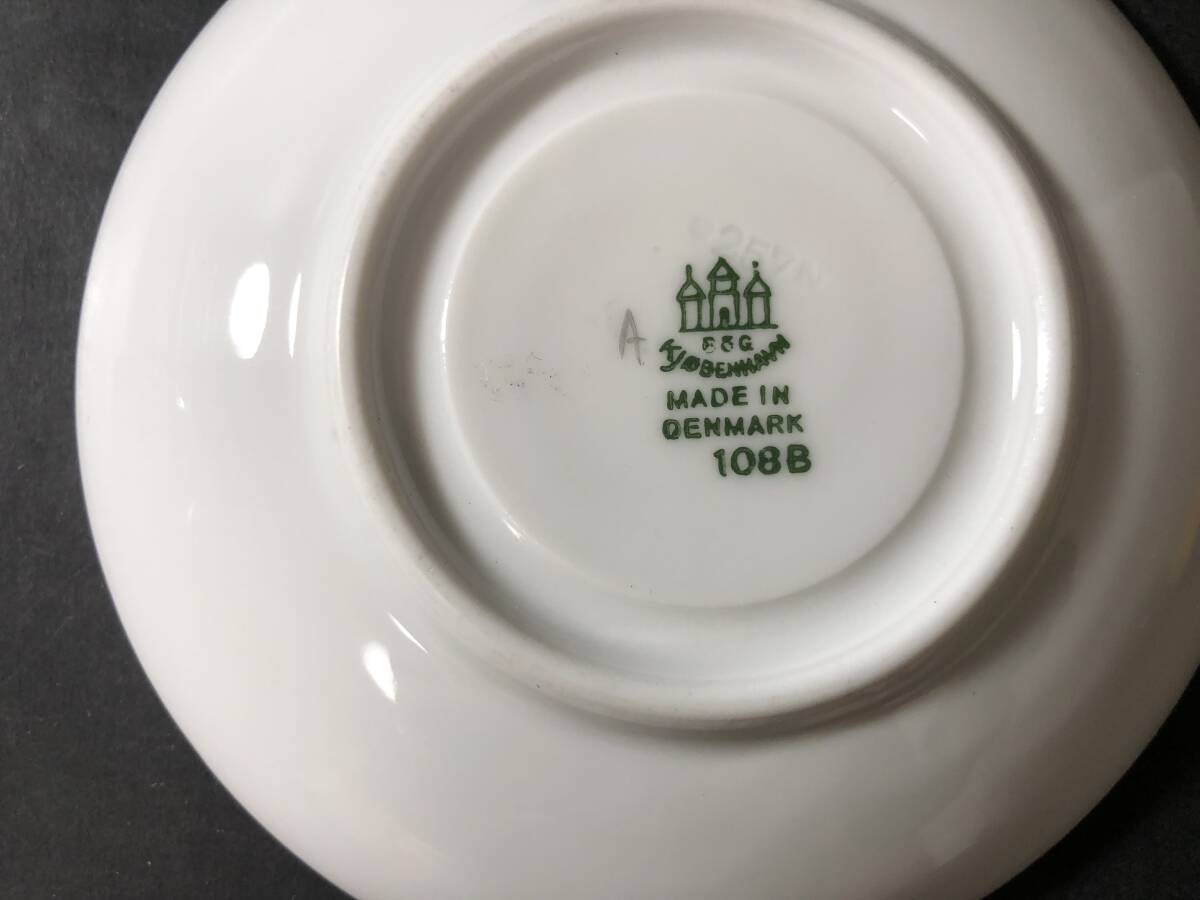 A
B&G
KJØBENHAVN
MADE IN
DENMARK
108B